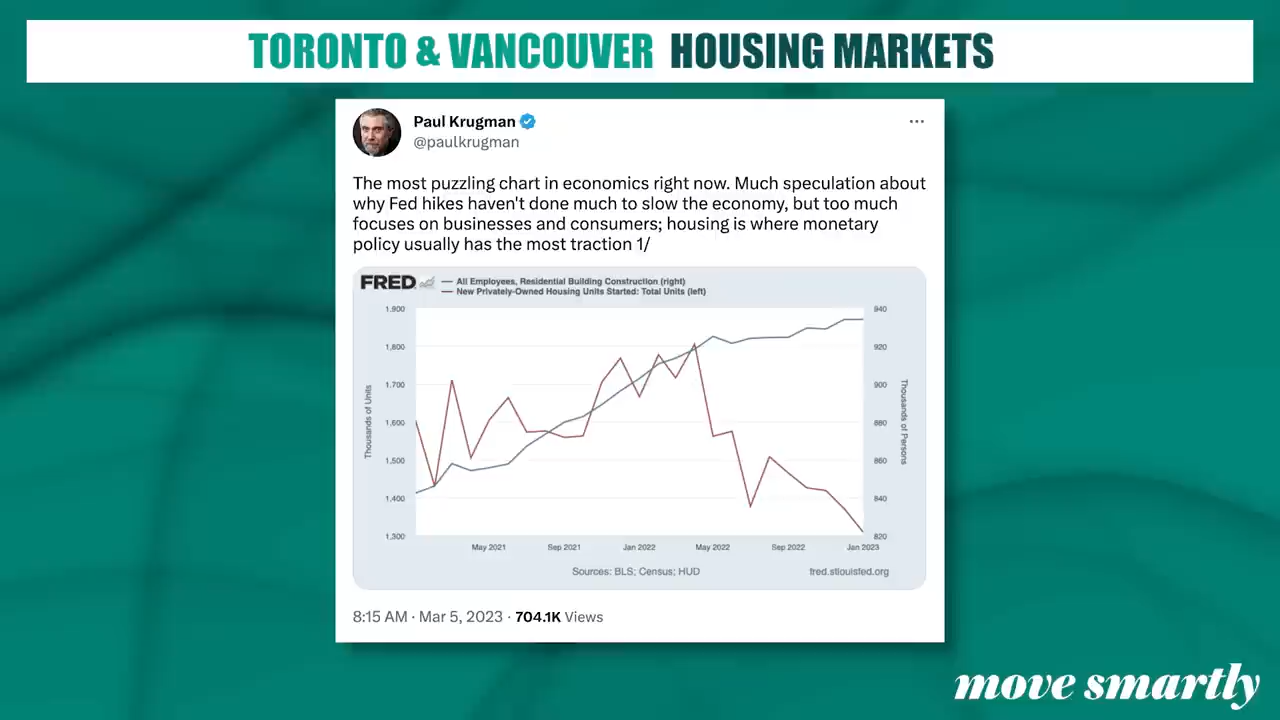 TORONTO & VANCOUVER HOUSING MARKETS
Paul Krugman
@paulkrugman
The most puzzling chart in economics right now. Much speculation about
why Fed hikes haven't done much to slow the economy, but too much
focuses on businesses and consumers; housing is where monetary
policy usually has the most traction 1/
FRED
— All Employees, Residential Building Construction (right)
— New Privately-Owned Housing Units Started: Total Units (left)
1,900
1,800
1,700
1,600
1,500
1,400
1,300
Thousands of Units
940
920
900
880
860
840
820
Thousands of Persons
May 2021
Sep 2021
Jan 2022
May 2022
Sep 2022
Jan 2023
Sources: BLS; Census; HUD
fred.stlouisfed.org
8:15 AM · Mar 5, 2023 · 704.1K Views
move smartly